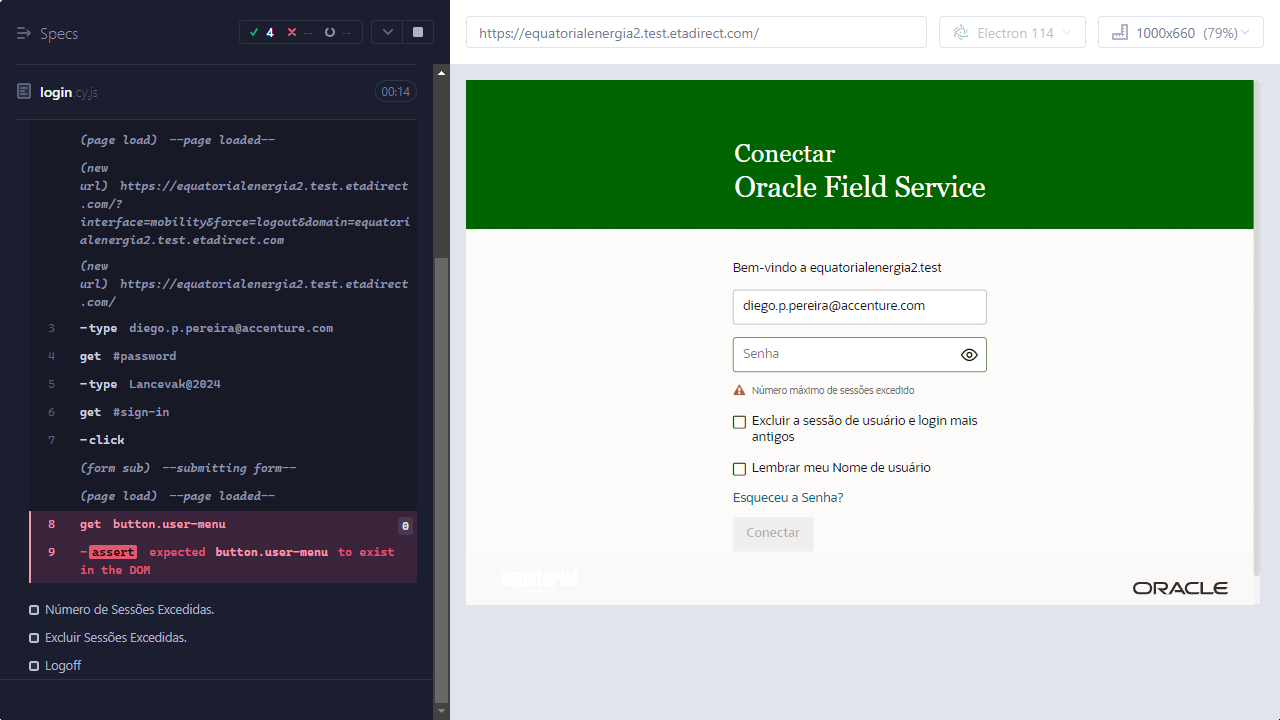 Specs
4
--
--
login.cy.js
00:14
(page load) --page loaded--
(new
url) https://equatorialenergia2.test.etadirect
.com/?
interface=mobility&force=logout&domain=equatori
alenergia2.test.etadirect.com
(new
url) https://equatorialenergia2.test.etadirect
.com/
3 -type diego.p.pereira@accenture.com
4 get #password
5 -type Lancevak@2024
6 get #sign-in
7 -click
(form sub) --submitting form--
(page load) --page loaded--
8 get button.user-menu 0
9 -assert expected button.user-menu to exist
in the DOM
Número de Sessões Excedidas.
Excluir Sessões Excedidas.
Logoff
https://equatorialenergia2.test.etadirect.com/
Electron 114
1000x660 (79%)
Conectar
Oracle Field Service
Bem-vindo a equatorialenergia2.test
diego.p.pereira@accenture.com
Senha
Número máximo de sessões excedido
Excluir a sessão de usuário e login mais
antigos
Lembrar meu Nome de usuário
Esqueceu a Senha?
Conectar
equatorial
ORACLE